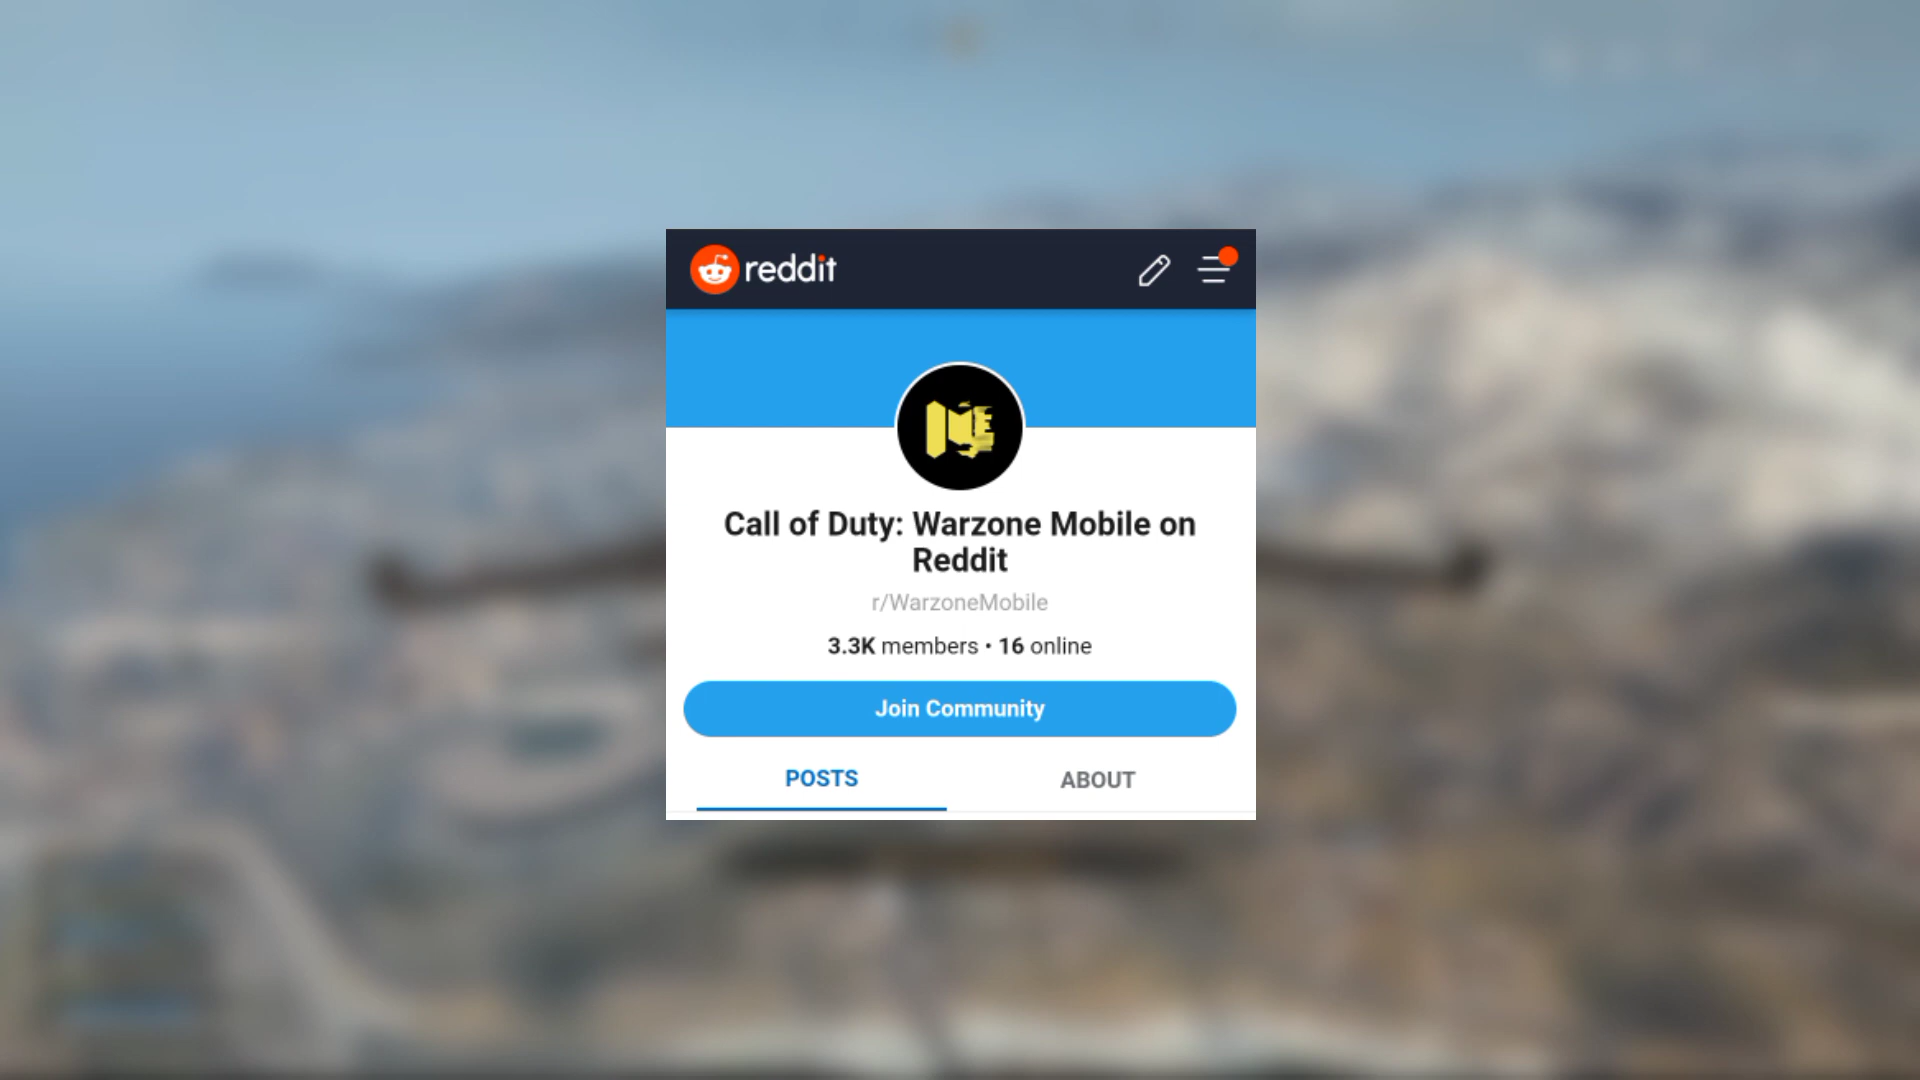 reddit
Call of Duty: Warzone Mobile on
Reddit
r/WarzoneMobile
3.3K members • 16 online
Join Community
POSTS
ABOUT